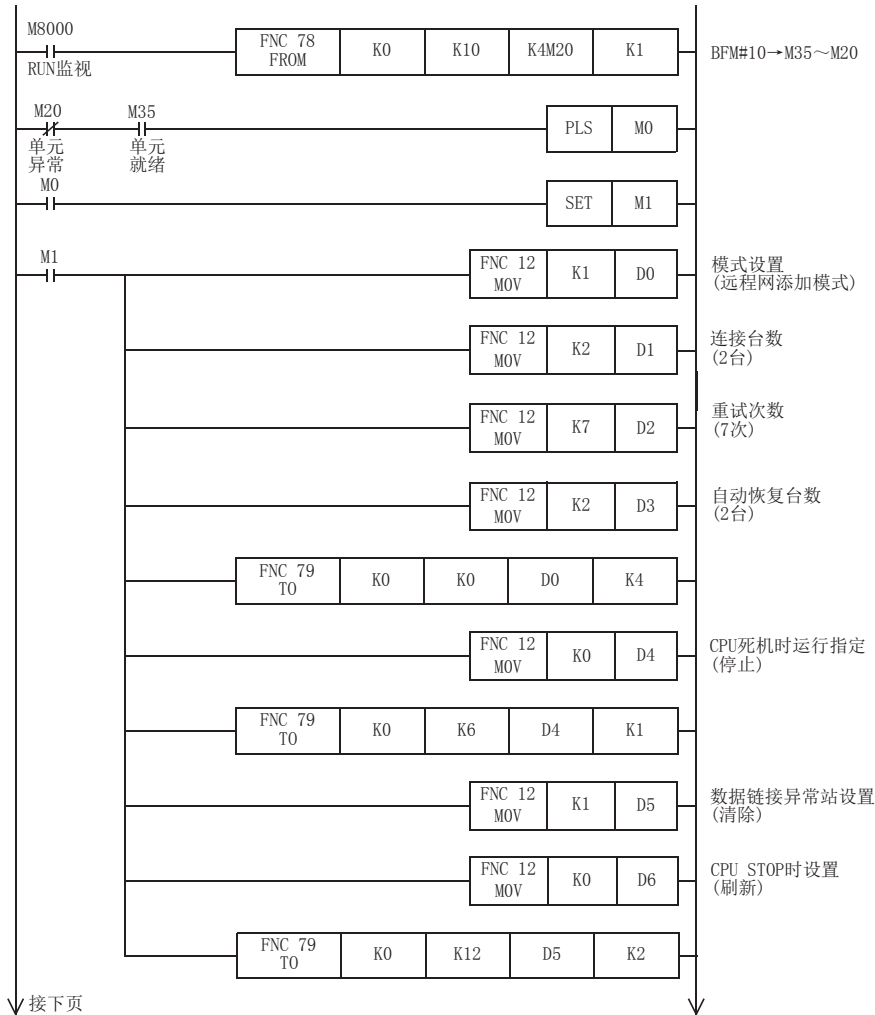 M8000
RUN监视
FNC 78
FROM
K0
K10
K4M20
K1
BFM#10→M35～M20
M20
单元
异常
M35
单元
就绪
PLS
M0
M0
SET
M1
M1
FNC 12
MOV
K1
D0
模式设置
(远程网添加模式)
FNC 12
MOV
K2
D1
连接台数
(2台)
FNC 12
MOV
K7
D2
重试次数
(7次)
FNC 12
MOV
K2
D3
自动恢复台数
(2台)
FNC 79
TO
K0
K0
D0
K4
FNC 12
MOV
K0
D4
CPU死机时运行指定
(停止)
FNC 79
TO
K0
K6
D4
K1
FNC 12
MOV
K1
D5
数据链接异常站设置
(清除)
FNC 12
MOV
K0
D6
CPU STOP时设置
(刷新)
FNC 79
TO
K0
K12
D5
K2
接下页